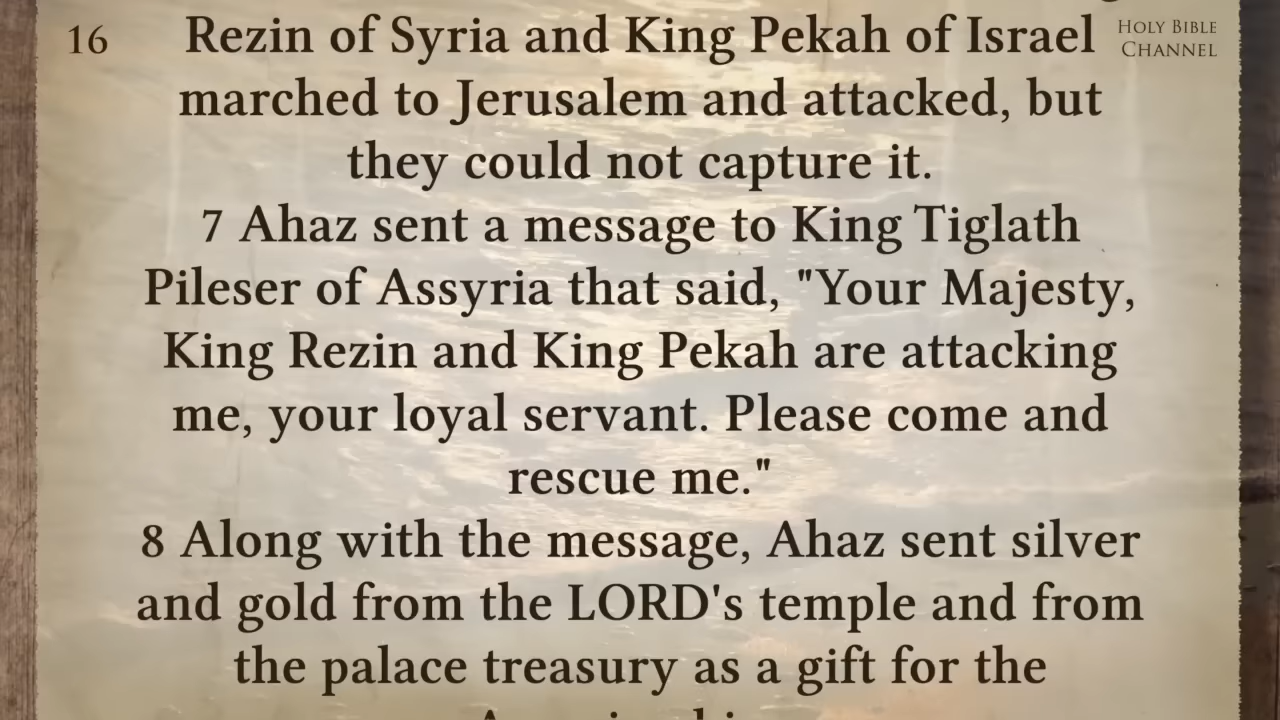 16
Rezin of Syria and King Pekah of Israel
HOLY BIBLE
CHANNEL
marched to Jerusalem and attacked, but
they could not capture it.
7 Ahaz sent a message to King Tiglath
Pileser of Assyria that said, "Your Majesty,
King Rezin and King Pekah are attacking
me, your loyal servant. Please come and
rescue me."
8 Along with the message, Ahaz sent silver
and gold from the LORD's temple and from
the palace treasury as a gift for the